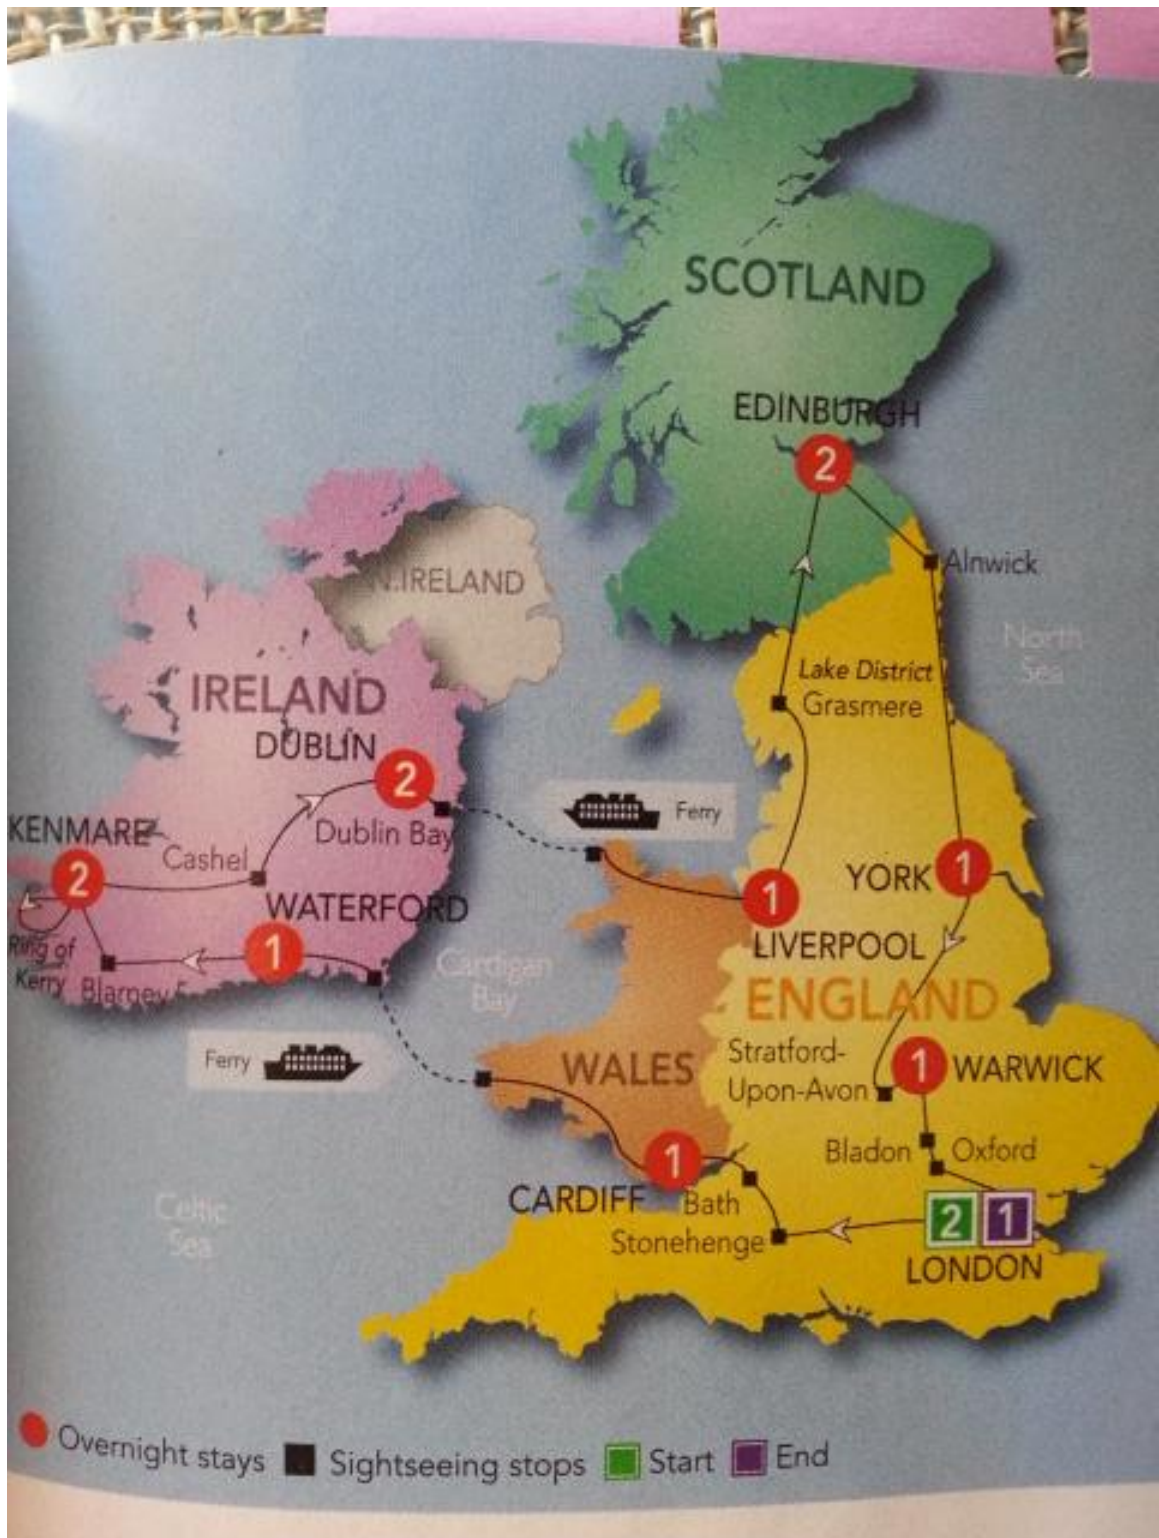 SCOTLAND
EDINBURGH
2
Alnwick
N.IRELAND
North
Sea
Lake District
Grasmere
IRELAND
DUBLIN
2
Ferry
Dublin Bay
KENMARE
2
Cashel
WATERFORD
1
YORK
1
1
LIVERPOOL
Ring of
Kerry
Blarney
Cardigan
Bay
ENGLAND
Ferry
WALES
Stratford-
Upon-Avon
1
WARWICK
Bladon
Oxford
1
CARDIFF
Bath
Stonehenge
2
1
LONDON
Celtic
Sea
Overnight stays
Sightseeing stops
Start
End